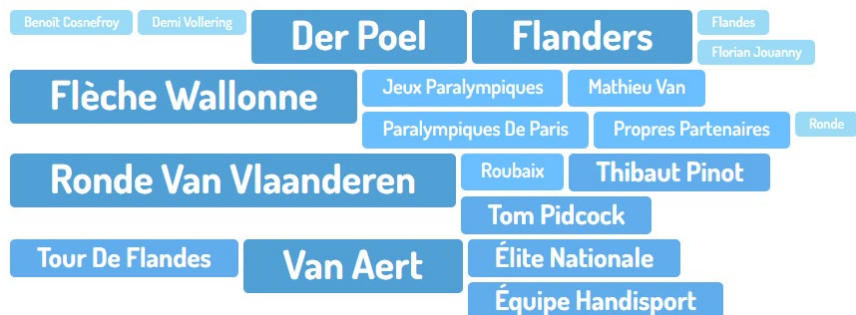 Benoît Cosnefroy
Demi Vollering
Der Poel
Flanders
Flandes
Florian Jouanny
Flèche Wallonne
Jeux Paralympiques
Mathieu Van
Paralympiques De Paris
Propres Partenaires
Ronde
Ronde Van Vlaanderen
Roubaix
Thibaut Pinot
Tom Pidcock
Tour De Flandes
Van Aert
Élite Nationale
Équipe Handisport